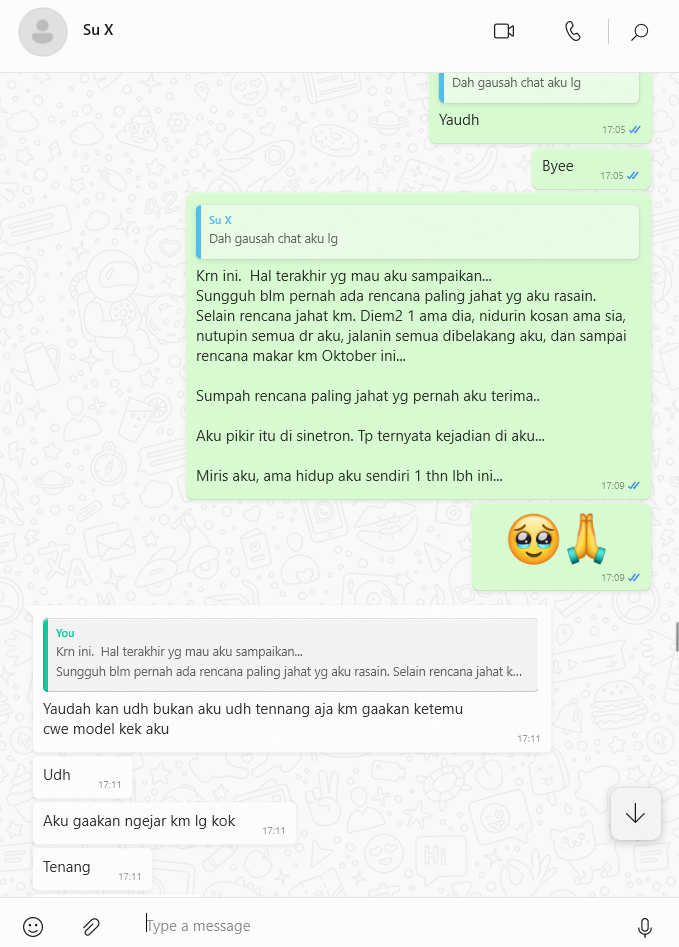 Su X
Dah gausah chat aku lg
Yaudh
17:05
Byee
17:05
Su X
Dah gausah chat aku lg
Krn ini.  Hal terakhir yg mau aku sampaikan...
Sungguh blm pernah ada rencana paling jahat yg aku rasain.
Selain rencana jahat km. Diem2 1 ama dia, nidurin kosan ama sia,
nutupin semua dr aku, jalanin semua dibelakang aku, dan sampai
rencana makar km Oktober ini...
Sumpah rencana paling jahat yg pernah aku terima..
Aku pikir itu di sinetron. Tp ternyata kejadian di aku...
Miris aku, ama hidup aku sendiri 1 thn lbh ini...
17:09
🥹🙏
17:09
You
Krn ini.  Hal terakhir yg mau aku sampaikan...
Sungguh blm pernah ada rencana paling jahat yg aku rasain. Selain rencana jahat k...
Yaudah kan udh bukan aku udh tennang aja km gaakan ketemu
cwe model kek aku
17:11
Udh
17:11
Aku gaakan ngejar km lg kok
17:11
Tenang
17:11
Type a message